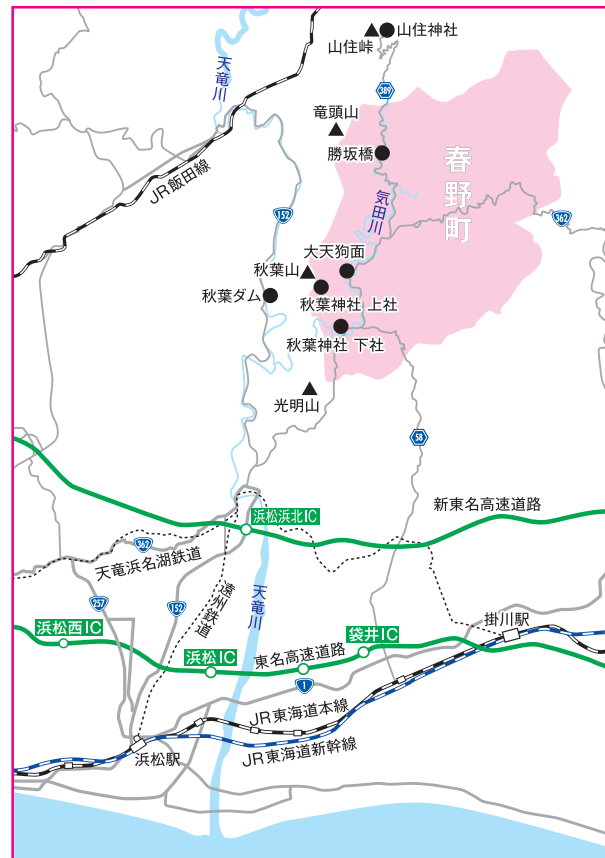 山住神社
山住峠
天竜川
389
竜頭山
勝坂橋
春野町
JR飯田線
気田川
152
362
大天狗面
秋葉山
秋葉ダム
秋葉神社 上社
秋葉神社 下社
光明山
58
新東名高速道路
浜松浜北IC
362
天竜浜名湖鉄道
遠州鉄道
天竜川
257
152
浜松西IC
浜松IC
東名高速道路
袋井IC
掛川駅
1
JR東海道本線
JR東海道新幹線
浜松駅